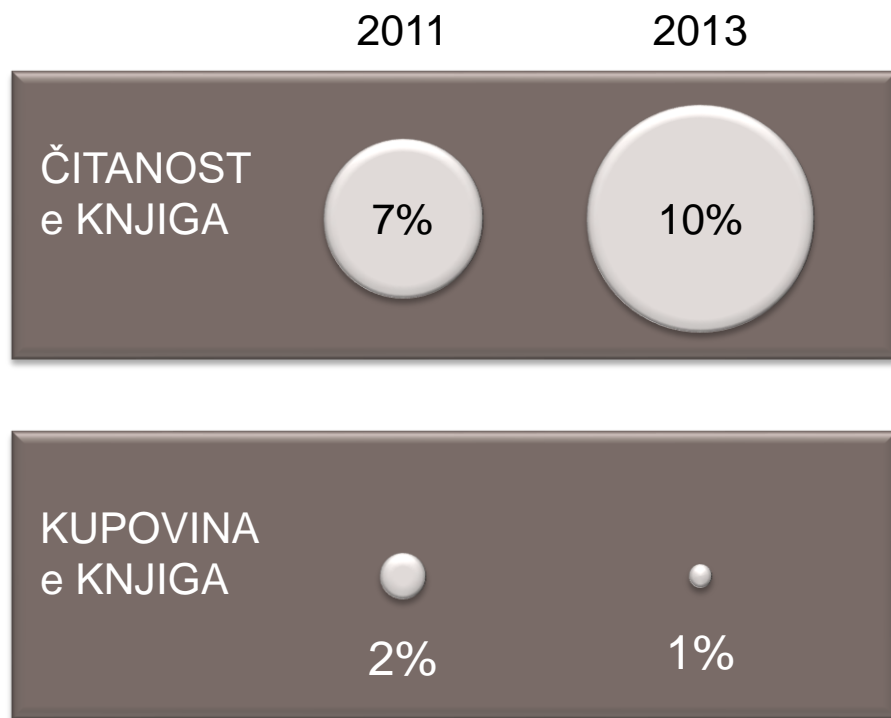 2011 2013
ČITANOST
e KNJIGA
7% 10%
KUPOVINA
e KNJIGA
2% 1%